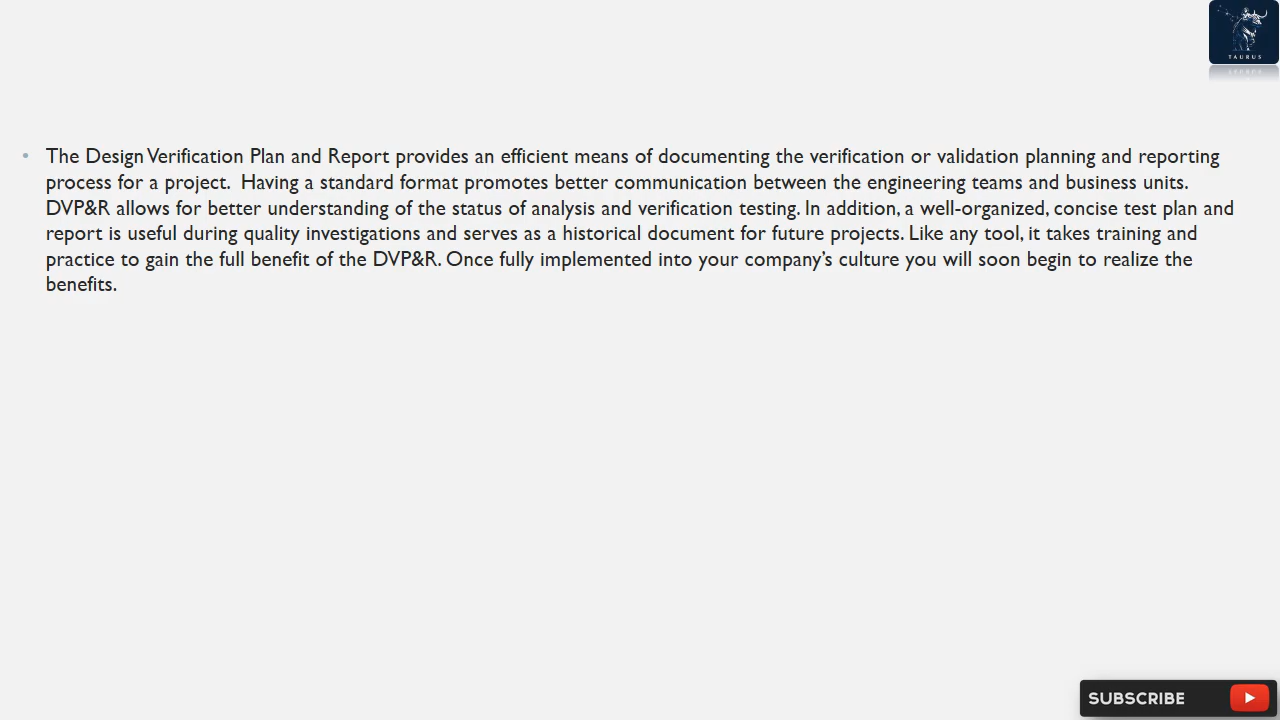 TAURUS
• The Design Verification Plan and Report provides an efficient means of documenting the verification or validation planning and reporting
process for a project.  Having a standard format promotes better communication between the engineering teams and business units.
DVP&R allows for better understanding of the status of analysis and verification testing. In addition, a well-organized, concise test plan and
report is useful during quality investigations and serves as a historical document for future projects. Like any tool, it takes training and
practice to gain the full benefit of the DVP&R. Once fully implemented into your company’s culture you will soon begin to realize the
benefits.
SUBSCRIBE